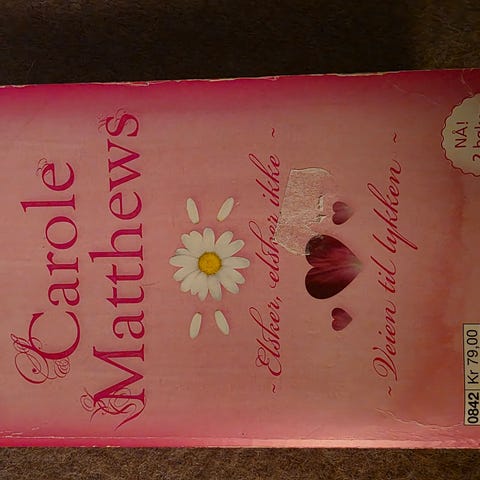 Carole
Matthews
~ Elsker, elsker ikke ~
~ Veien til lykken ~
NÅ!
0842 Kr 79,00